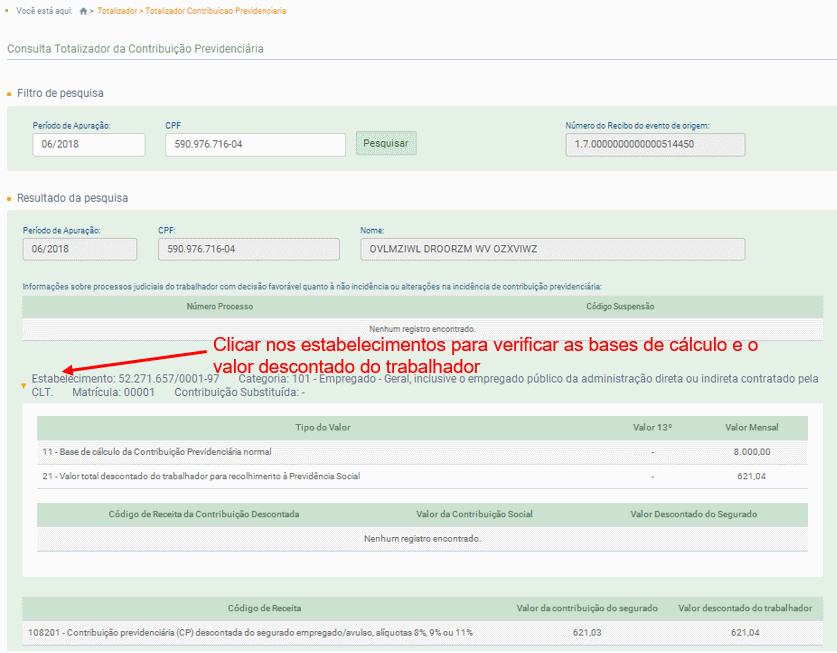 Você está aqui: > Totalizador > Totalizador Contribuicao Previdenciaria
Consulta Totalizador da Contribuição Previdenciária
Filtro de pesquisa
Período de Apuração: CPF Número do Recibo do evento de origem:
06/2018 590.976.716-04 Pesquisar 1.7.0000000000000514450
Resultado da pesquisa
Período de Apuração: CPF: Nome:
06/2018 590.976.716-04 OVLMZIWL DROORZM WV OZXVIWZ
Informações sobre processos judiciais do trabalhador com decisão favorável quanto à não incidência ou alterações na incidência de contribuição previdenciária:
Número Processo Código Suspensão
Nenhum registro encontrado.
Clicar nos estabelecimentos para verificar as bases de cálculo e o
valor descontado do trabalhador
Estabelecimento: 52.271.657/0001-97 Categoria: 101 - Empregado - Geral, inclusive o empregado público da administração direta ou indireta contratado pela
CLT. Matrícula: 00001 Contribuição Substituída: -
Tipo do Valor Valor 13º Valor Mensal
11 - Base de cálculo da Contribuição Previdenciária normal - 8.000,00
21 - Valor total descontado do trabalhador para recolhimento à Previdência Social - 621,04
Código de Receita da Contribuição Descontada Valor da Contribuição Social Valor Descontado do Segurado
Nenhum registro encontrado.
Código de Receita Valor da contribuição do segurado Valor descontado do trabalhador
108201 - Contribuição previdenciária (CP) descontada do segurado empregado/avulso, alíquotas 8%, 9% ou 11% 621,03 621,04